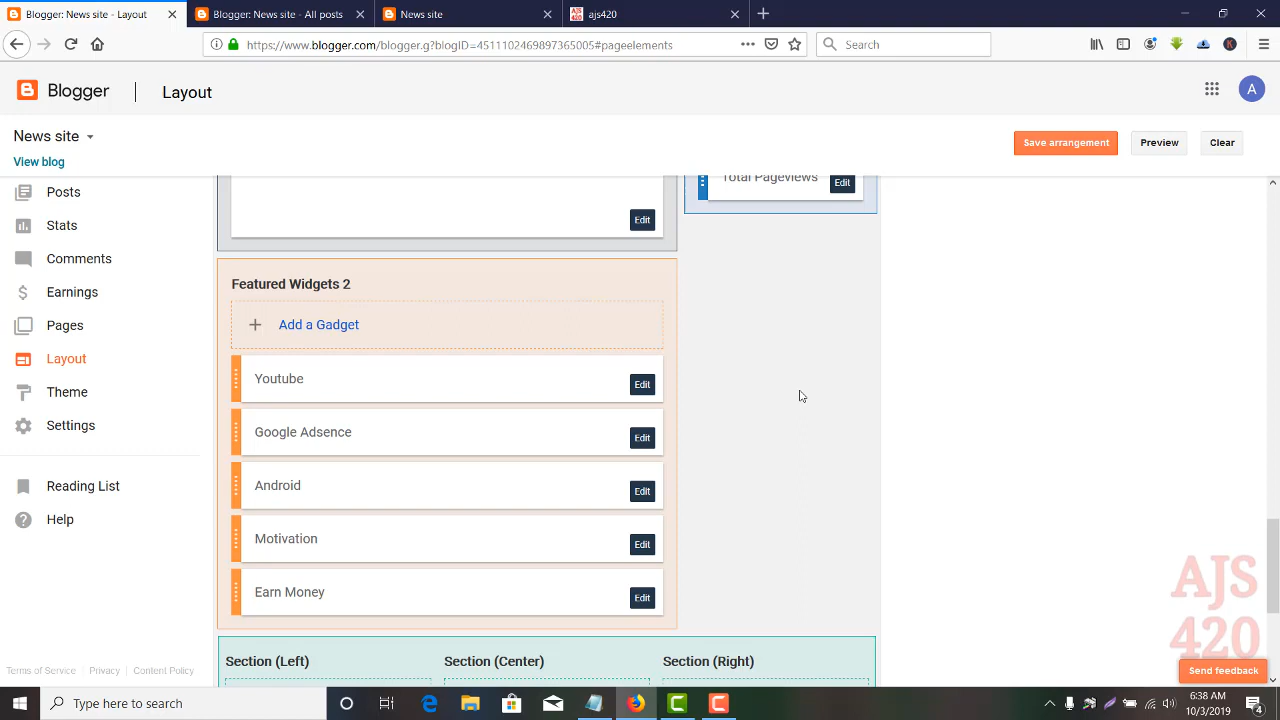 Blogger: News site - Layout
Blogger: News site - All posts
News site
ajs420
https://www.blogger.com/blogger.g?blogID=4511102469897365005#pageelements
Search
Blogger
Layout
A
News site
View blog
Save arrangement
Preview
Clear
Posts
Stats
Comments
Earnings
Pages
Layout
Theme
Settings
Reading List
Help
Total Pageviews
Edit
Edit
Featured Widgets 2
Add a Gadget
Youtube
Edit
Google Adsence
Edit
Android
Edit
Motivation
Edit
Earn Money
Edit
Section (Left)
Section (Center)
Section (Right)
AJS
420
Terms of Service
Privacy
Content Policy
Send feedback
Type here to search
6:38 AM
10/3/2019